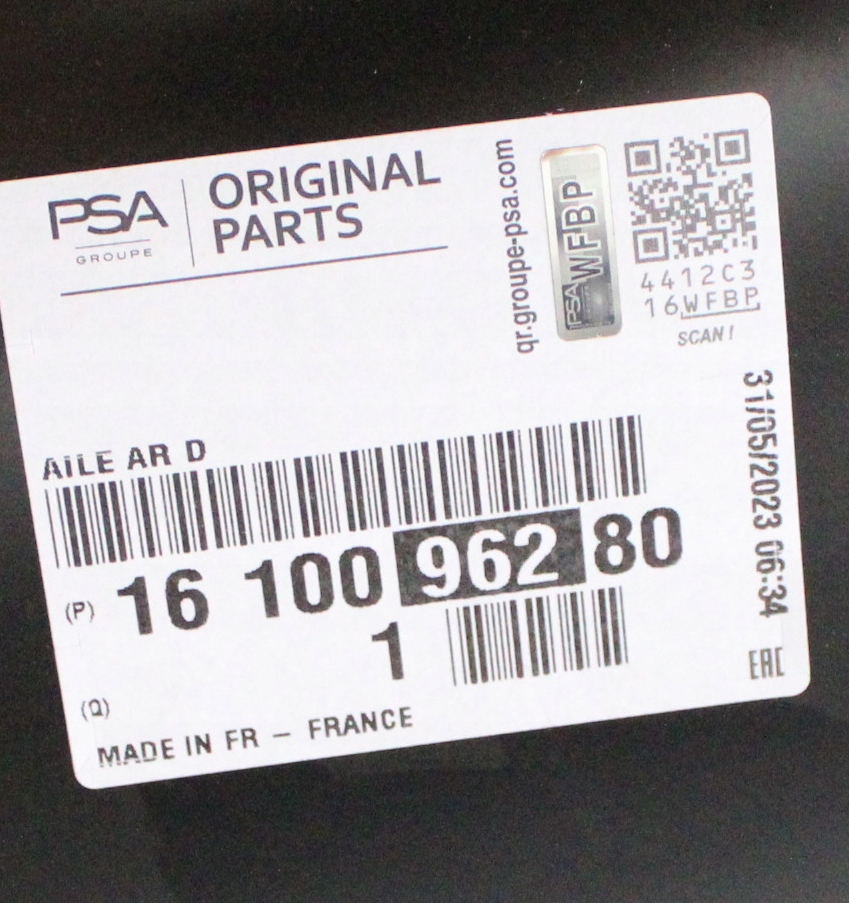 PSA
GROUPE
ORIGINAL
PARTS
qr.groupe-psa.com
PSA WFBP
4412C3
16WFBP
SCAN!
31/05/2023 06:34
AILE AR D
(P) 16 100 962 80
1
(Q)
MADE IN FR - FRANCE
EAC